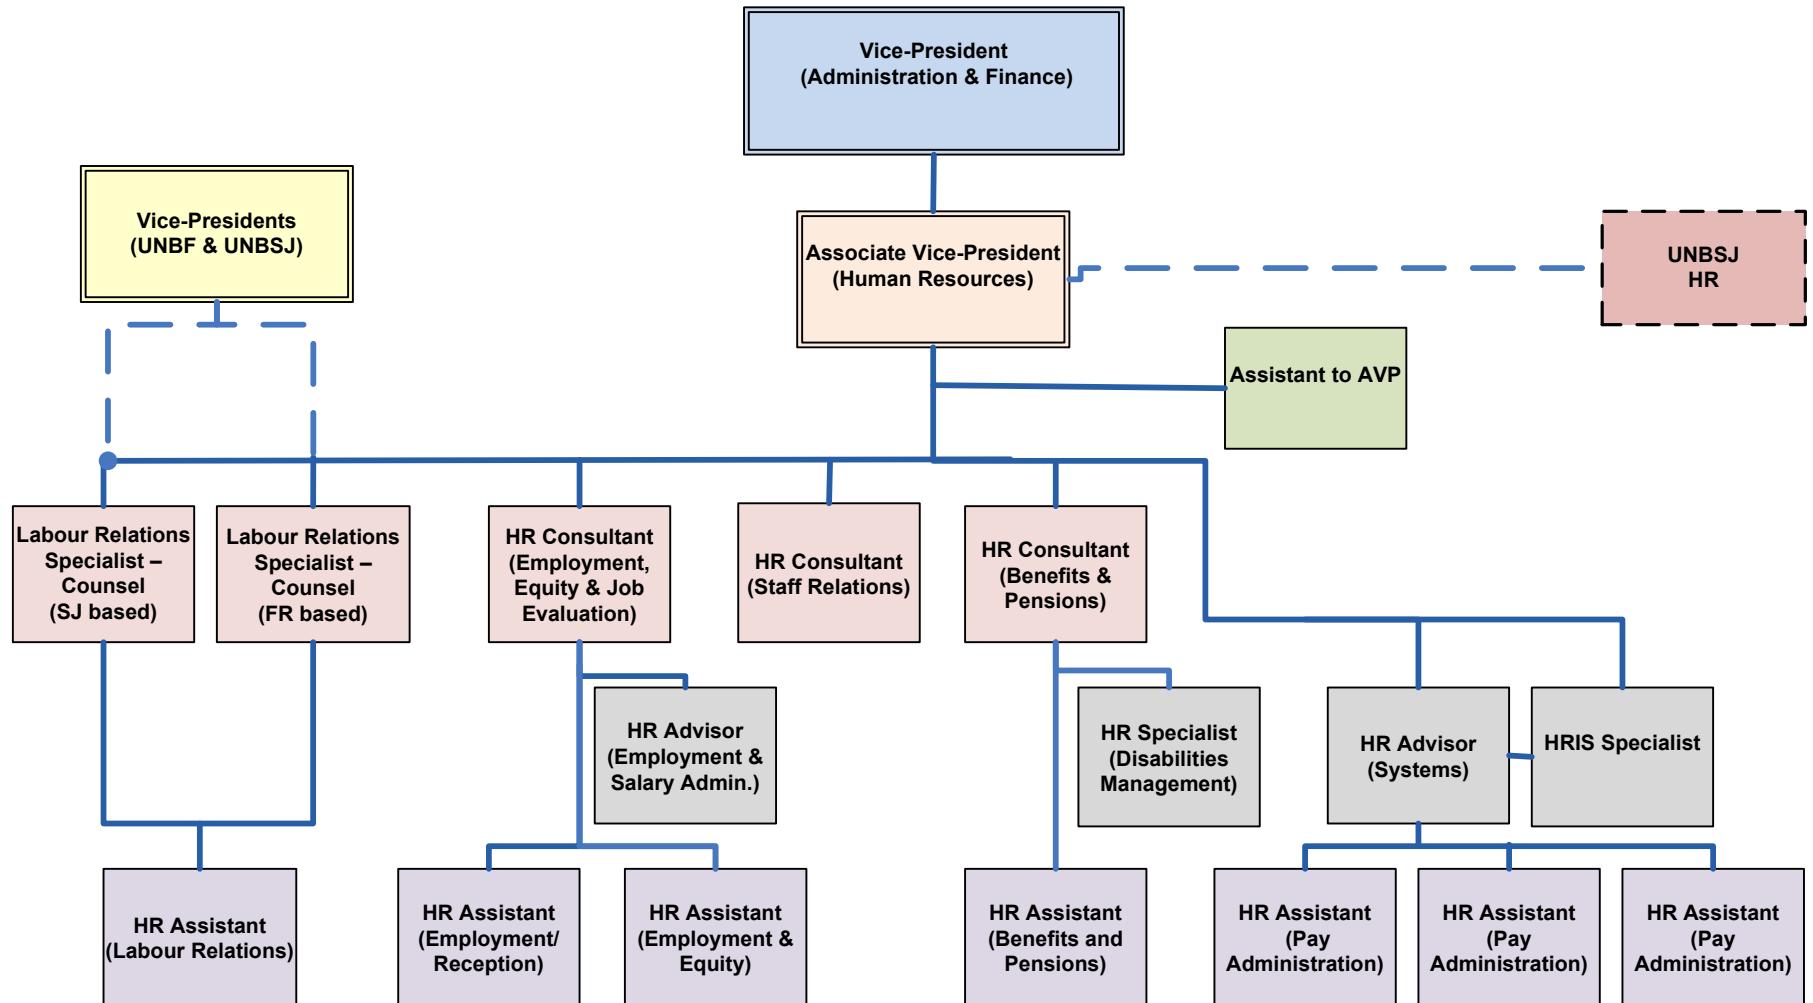 Vice-President
(Administration & Finance)
Vice-Presidents
(UNBF & UNBSJ)
Associate Vice-President
(Human Resources)
UNBSJ
HR
Assistant to AVP
Labour Relations
Specialist –
Counsel
(SJ based)
Labour Relations
Specialist –
Counsel
(FR based)
HR Consultant
(Employment,
Equity & Job
Evaluation)
HR Consultant
(Staff Relations)
HR Consultant
(Benefits &
Pensions)
HR Advisor
(Employment &
Salary Admin.)
HR Specialist
(Disabilities
Management)
HR Advisor
(Systems)
HRIS Specialist
HR Assistant
(Labour Relations)
HR Assistant
(Employment/
Reception)
HR Assistant
(Employment &
Equity)
HR Assistant
(Benefits and
Pensions)
HR Assistant
(Pay
Administration)
HR Assistant
(Pay
Administration)
HR Assistant
(Pay
Administration)